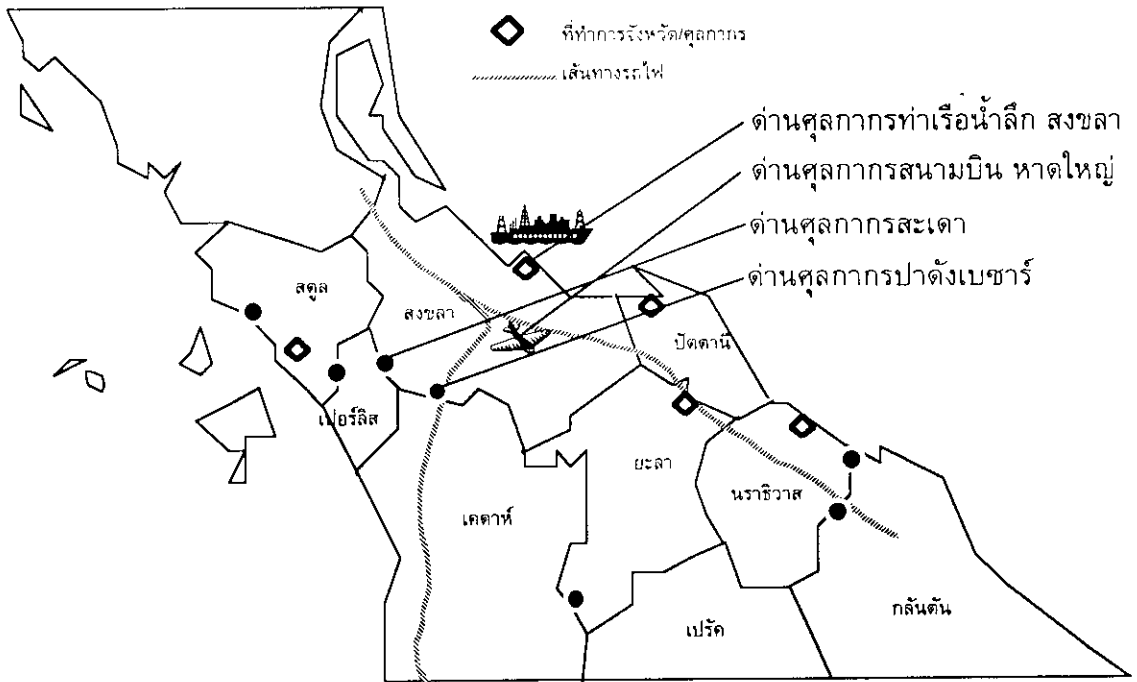 ที่ทำการจังหวัด/ศุลกากร
เส้นทางรถไฟ
ด่านศุลกากรท่าเรือน้ำลึก สงขลา
ด่านศุลกากรสนามบิน หาดใหญ่
ด่านศุลกากรสะเดา
ด่านศุลกากรปาดังเบซาร์
สตูล
สงขลา
ปัตตานี
เปอร์ลิส
ยะลา
นราธิวาส
เคดาห์
กลันตัน
เปรัค